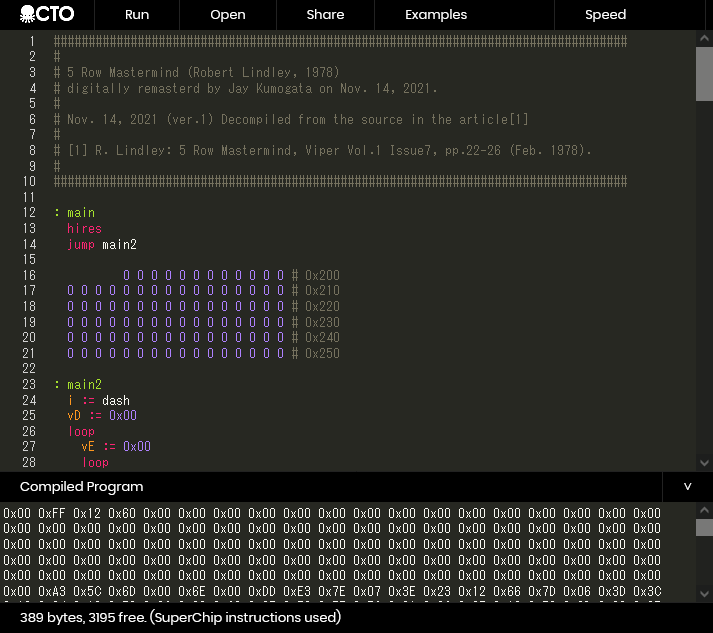 OCTO Run Open Share Examples Speed
1 ##################################################################################
2 #
3 # 5 Row Mastermind (Robert Lindley, 1978)
4 # digitally remasterd by Jay Kumogata on Nov. 14, 2021.
5 #
6 # Nov. 14, 2021 (ver.1) Decompiled from the source in the article[1]
7 #
8 # [1] R. Lindley: 5 Row Mastermind, Viper Vol.1 Issue7, pp.22-26 (Feb. 1978).
9 #
10 ##################################################################################
11
12 : main
13 hires
14 jump main2
15
16 0 0 0 0 0 0 0 0 0 0 0 0 # 0x200
17 0 0 0 0 0 0 0 0 0 0 0 0 0 0 0 0 # 0x210
18 0 0 0 0 0 0 0 0 0 0 0 0 0 0 0 0 # 0x220
19 0 0 0 0 0 0 0 0 0 0 0 0 0 0 0 0 # 0x230
20 0 0 0 0 0 0 0 0 0 0 0 0 0 0 0 0 # 0x240
21 0 0 0 0 0 0 0 0 0 0 0 0 0 0 0 0 # 0x250
22
23 : main2
24 i := dash
25 vD := 0x00
26 loop
27 vE := 0x00
28 loop
Compiled Program v
0x00 0xFF 0x12 0x60 0x00 0x00 0x00 0x00 0x00 0x00 0x00 0x00 0x00 0x00 0x00 0x00 0x00 0x00 0x00
0x00 0x00 0x00 0x00 0x00 0x00 0x00 0x00 0x00 0x00 0x00 0x00 0x00 0x00 0x00 0x00 0x00 0x00 0x00
0x00 0x00 0x00 0x00 0x00 0x00 0x00 0x00 0x00 0x00 0x00 0x00 0x00 0x00 0x00 0x00 0x00 0x00 0x00
0x00 0x00 0x00 0x00 0x00 0x00 0x00 0x00 0x00 0x00 0x00 0x00 0x00 0x00 0x00 0x00 0x00 0x00 0x00
0x00 0x00 0x00 0x00 0x00 0x00 0x00 0x00 0x00 0x00 0x00 0x00 0x00 0x00 0x00 0x00 0x00 0x00 0x00
0x00 0xA3 0x5C 0x6D 0x00 0x6E 0x00 0xDD 0xE3 0x7E 0x07 0x3E 0x23 0x12 0x66 0x7D 0x06 0x3D 0x3C
389 bytes, 3195 free. (SuperChip instructions used)